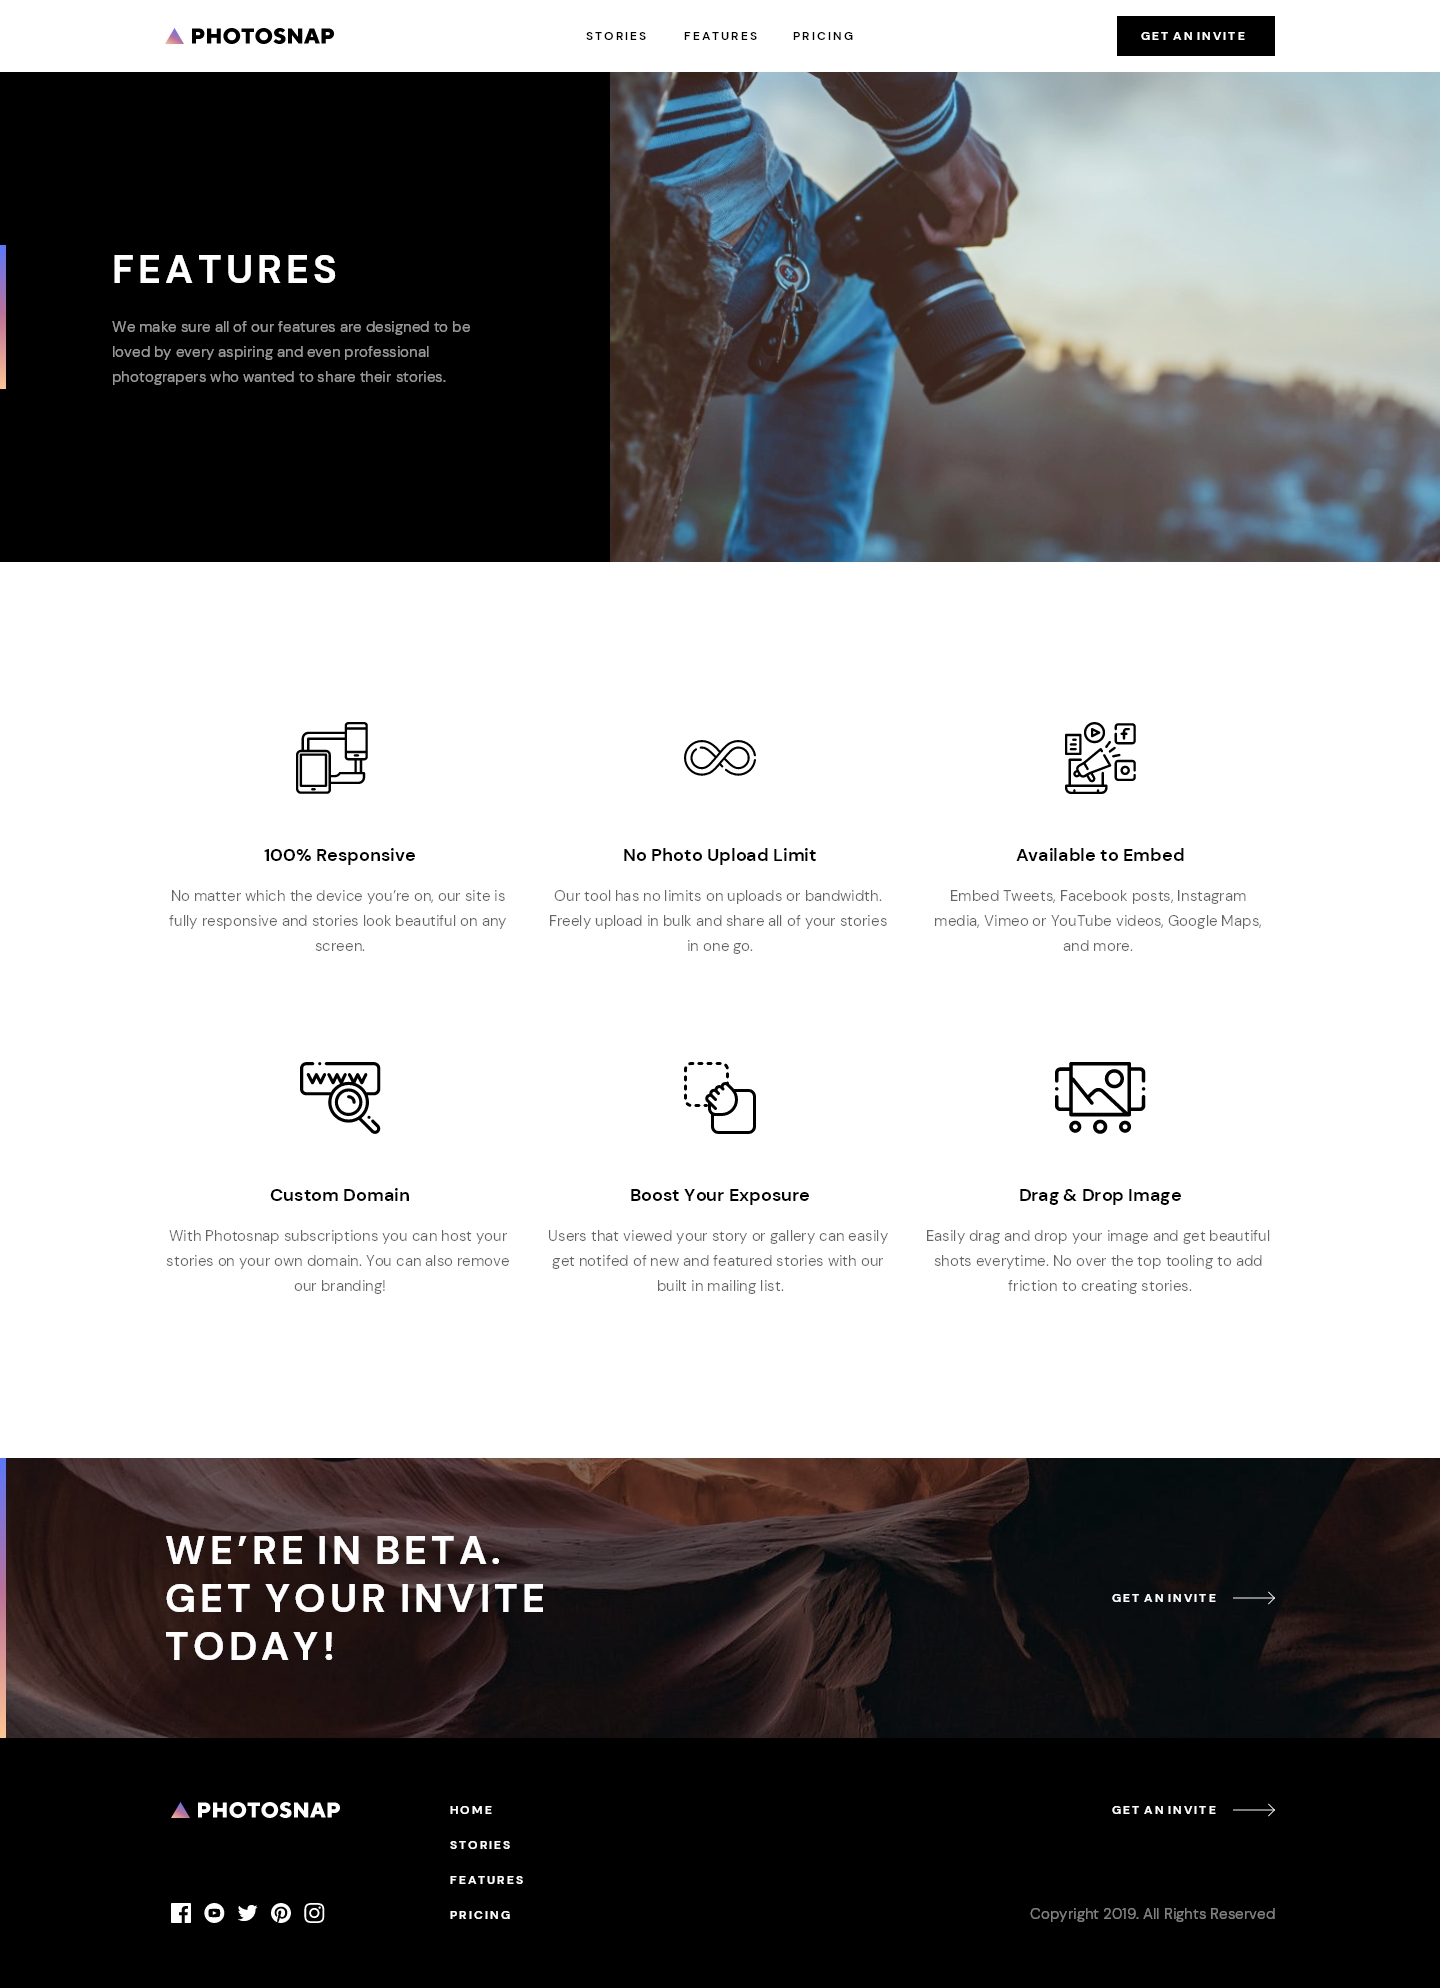 PHOTOSNAP
STORIES FEATURES PRICING
GET AN INVITE
FEATURES
We make sure all of our features are designed to be
loved by every aspiring and even professional
photograpers who wanted to share their stories.
100% Responsive
No matter which the device you’re on, our site is
fully responsive and stories look beautiful on any
screen.
No Photo Upload Limit
Our tool has no limits on uploads or bandwidth.
Freely upload in bulk and share all of your stories
in one go.
Available to Embed
Embed Tweets, Facebook posts, Instagram
media, Vimeo or YouTube videos, Google Maps,
and more.
www
Custom Domain
With Photosnap subscriptions you can host your
stories on your own domain. You can also remove
our branding!
Boost Your Exposure
Users that viewed your story or gallery can easily
get notifed of new and featured stories with our
built in mailing list.
Drag & Drop Image
Easily drag and drop your image and get beautiful
shots everytime. No over the top tooling to add
friction to creating stories.
WE’RE IN BETA.
GET YOUR INVITE
TODAY!
GET AN INVITE
PHOTOSNAP
HOME
STORIES
FEATURES
PRICING
GET AN INVITE
Copyright 2019. All Rights Reserved